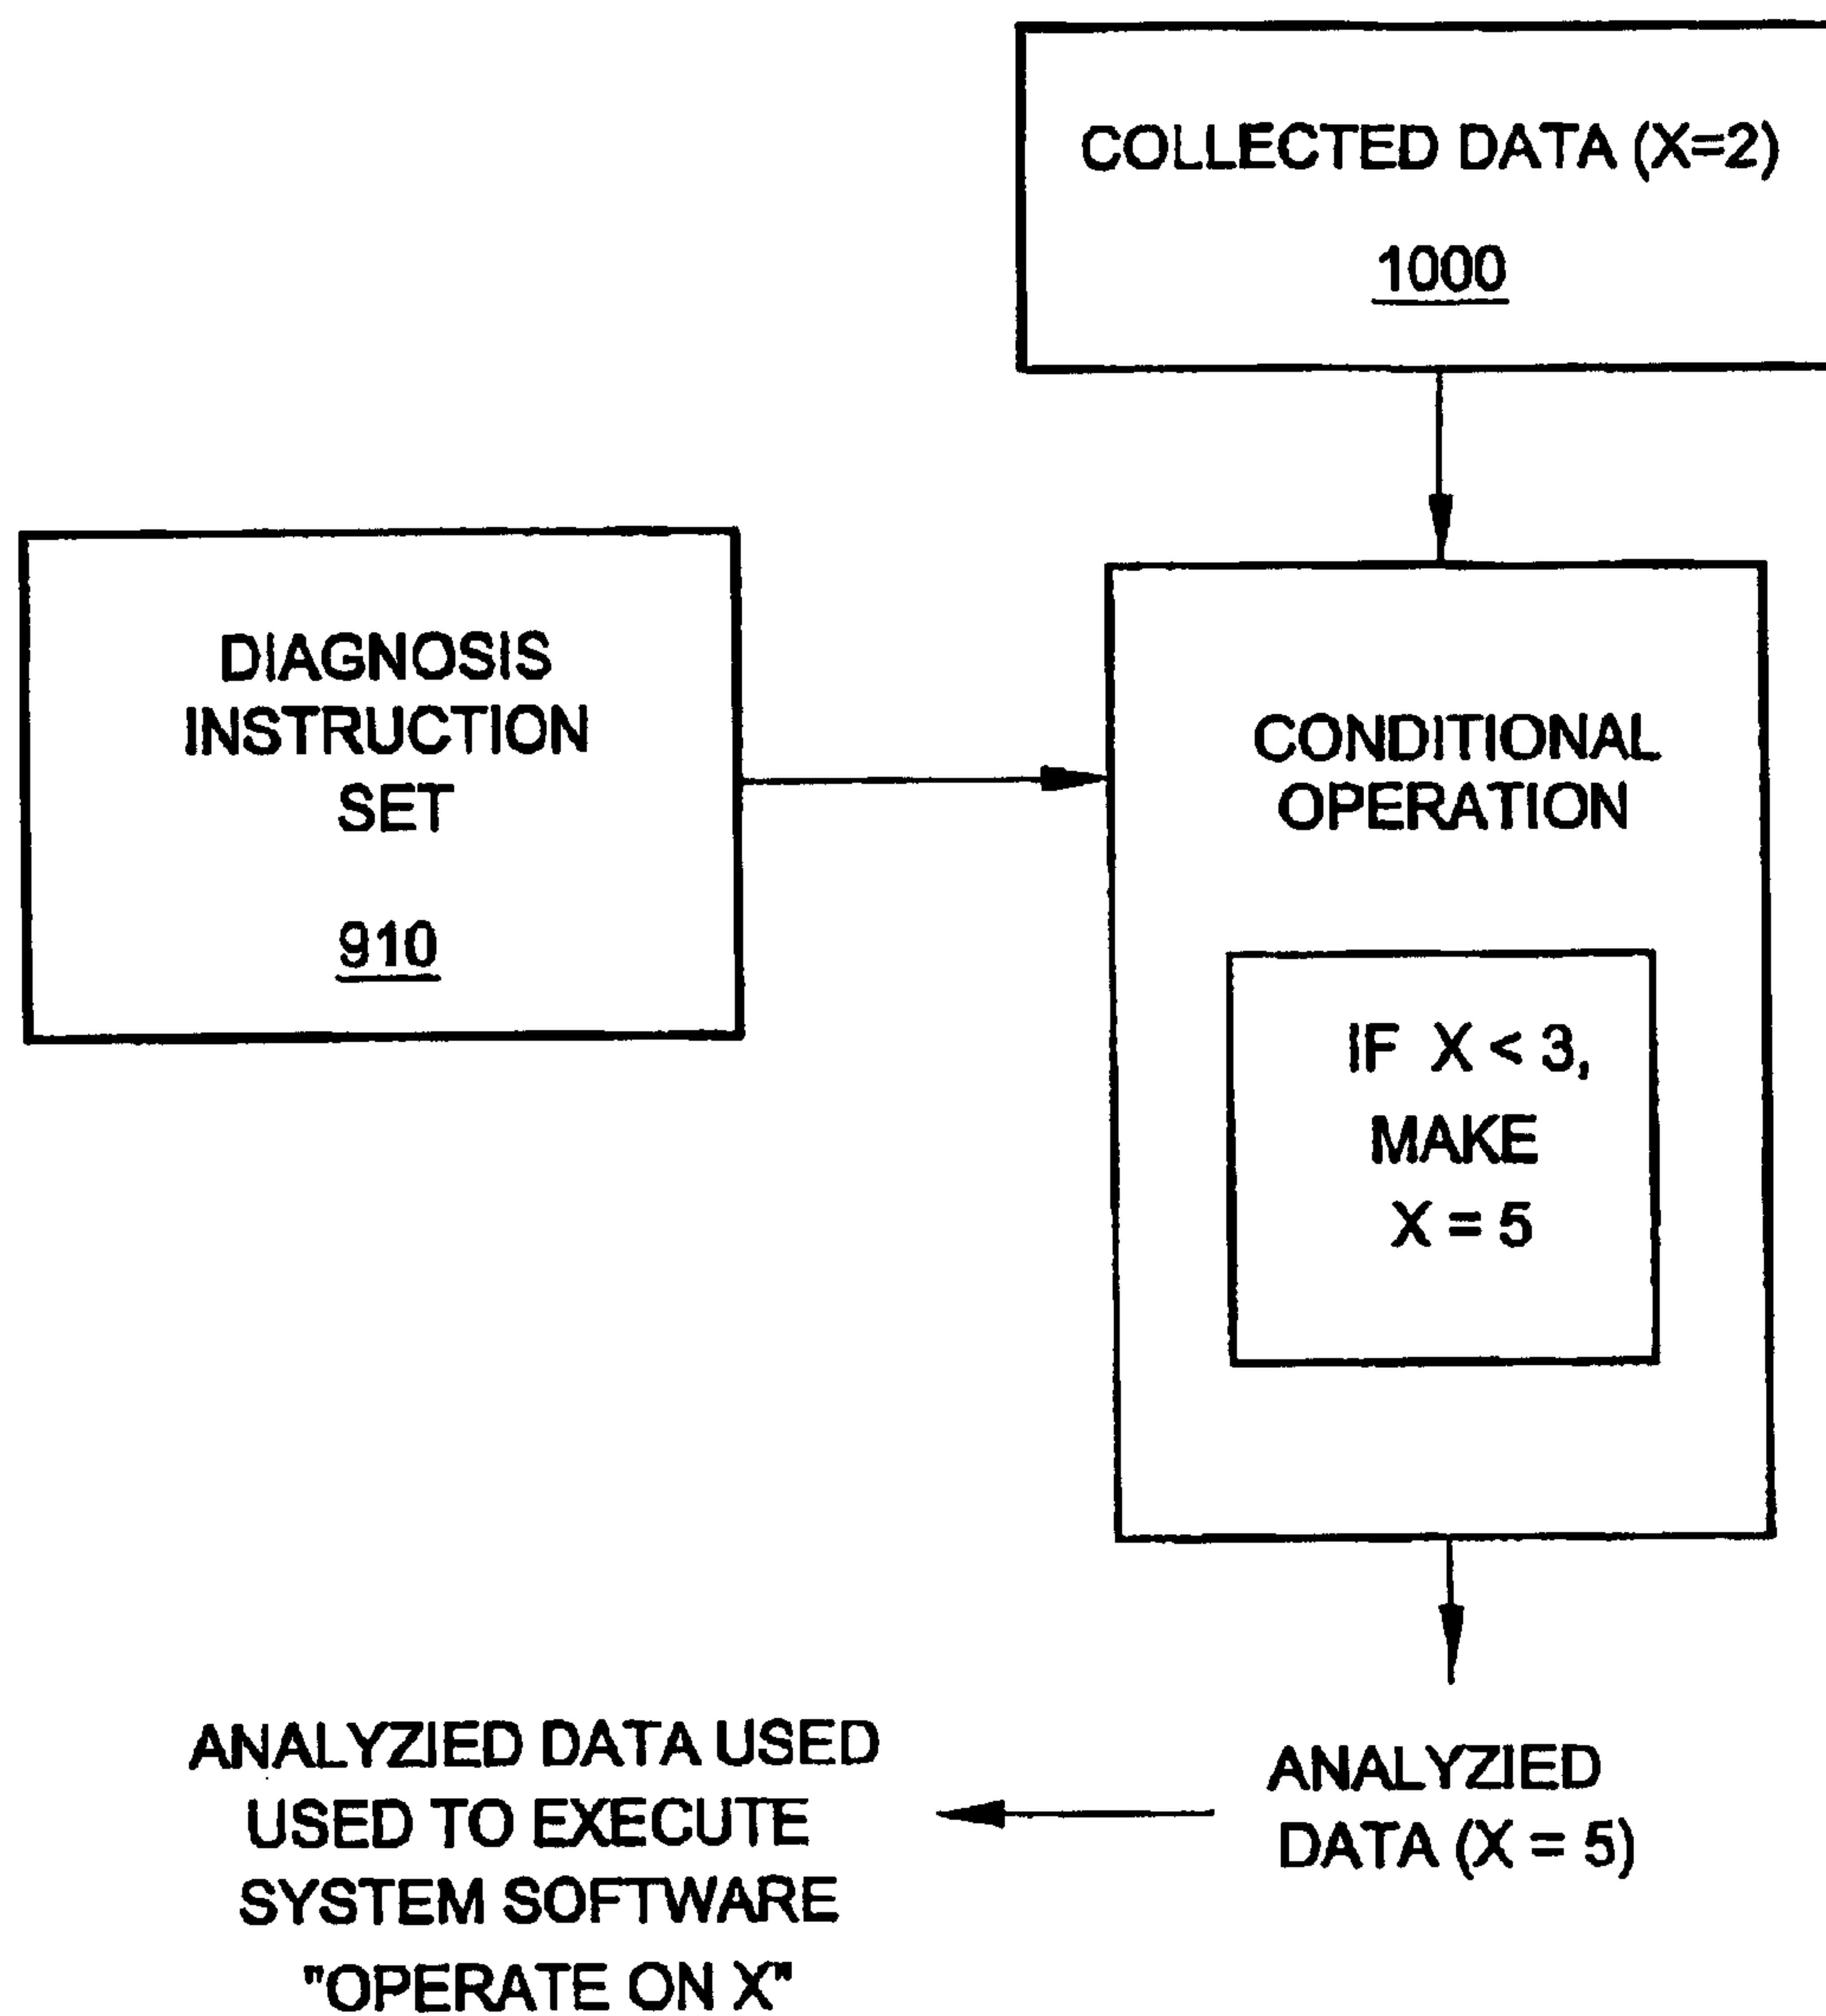 COLLECTED DATA (X=2)
1000
DIAGNOSIS
INSTRUCTION
SET
910
CONDITIONAL
OPERATION
IF X < 3,
MAKE
X = 5
ANALYZIED
DATA (X = 5)
ANALYZIED DATA USED
USED TO EXECUTE
SYSTEM SOFTWARE
"OPERATE ON X"